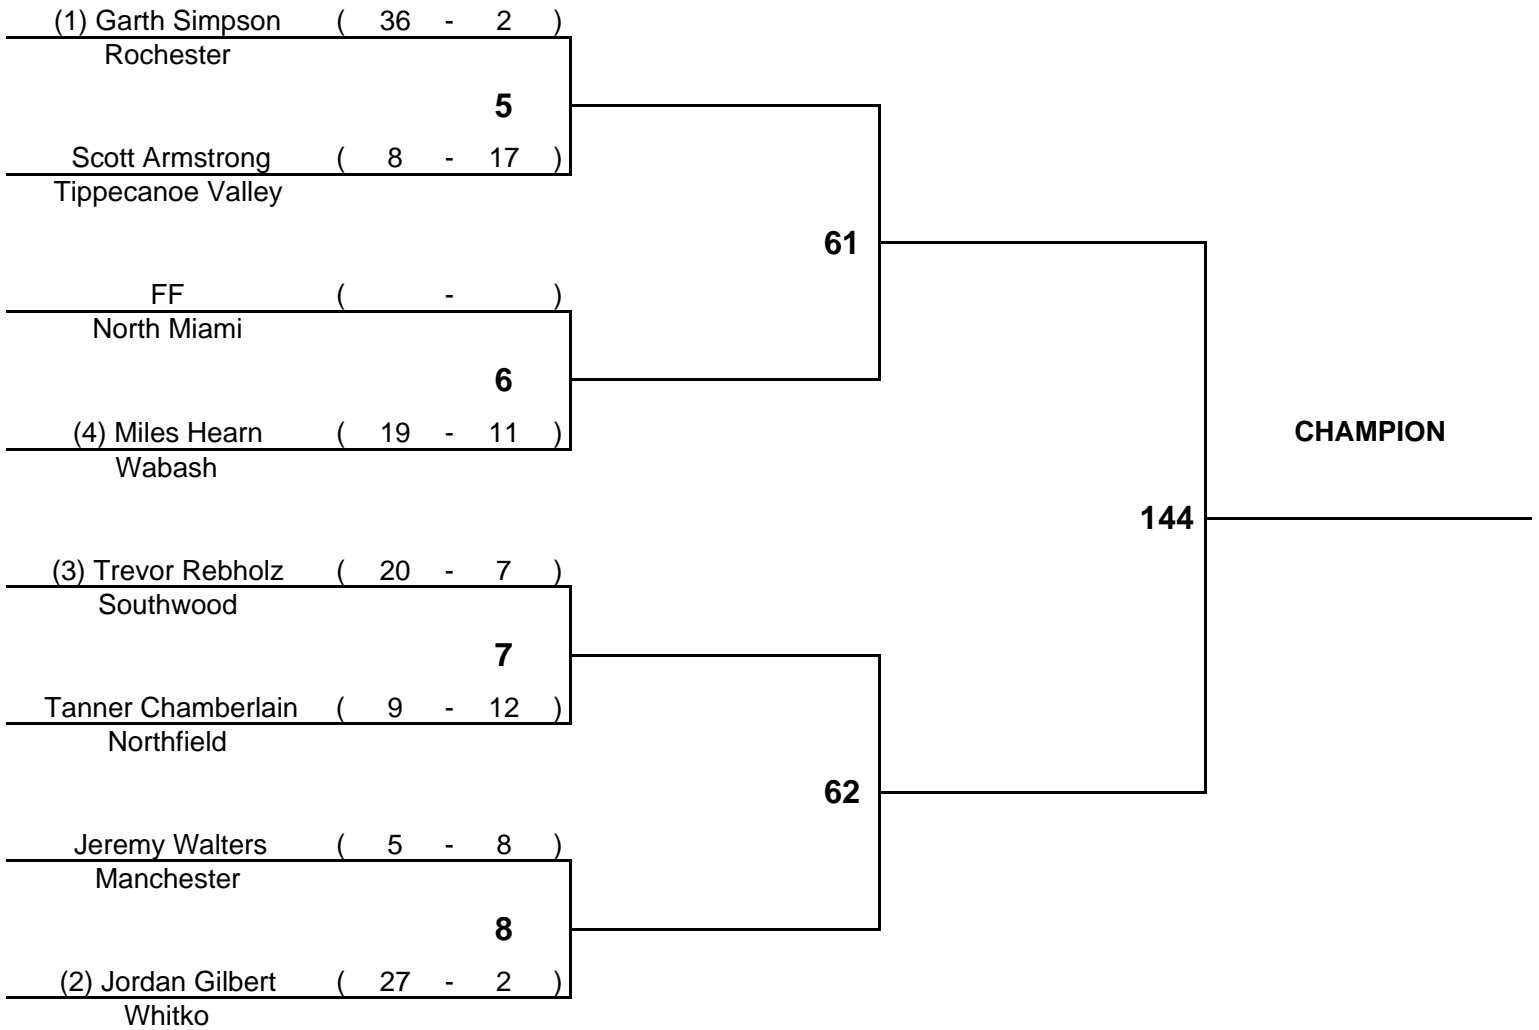 (1) Garth Simpson ( 36 - 2 )
Rochester
5
Scott Armstrong ( 8 - 17 )
Tippecanoe Valley
61
FF ( - )
North Miami
6
(4) Miles Hearn ( 19 - 11 )
Wabash
CHAMPION
144
(3) Trevor Rebholz ( 20 - 7 )
Southwood
7
Tanner Chamberlain ( 9 - 12 )
Northfield
62
Jeremy Walters ( 5 - 8 )
Manchester
8
(2) Jordan Gilbert ( 27 - 2 )
Whitko